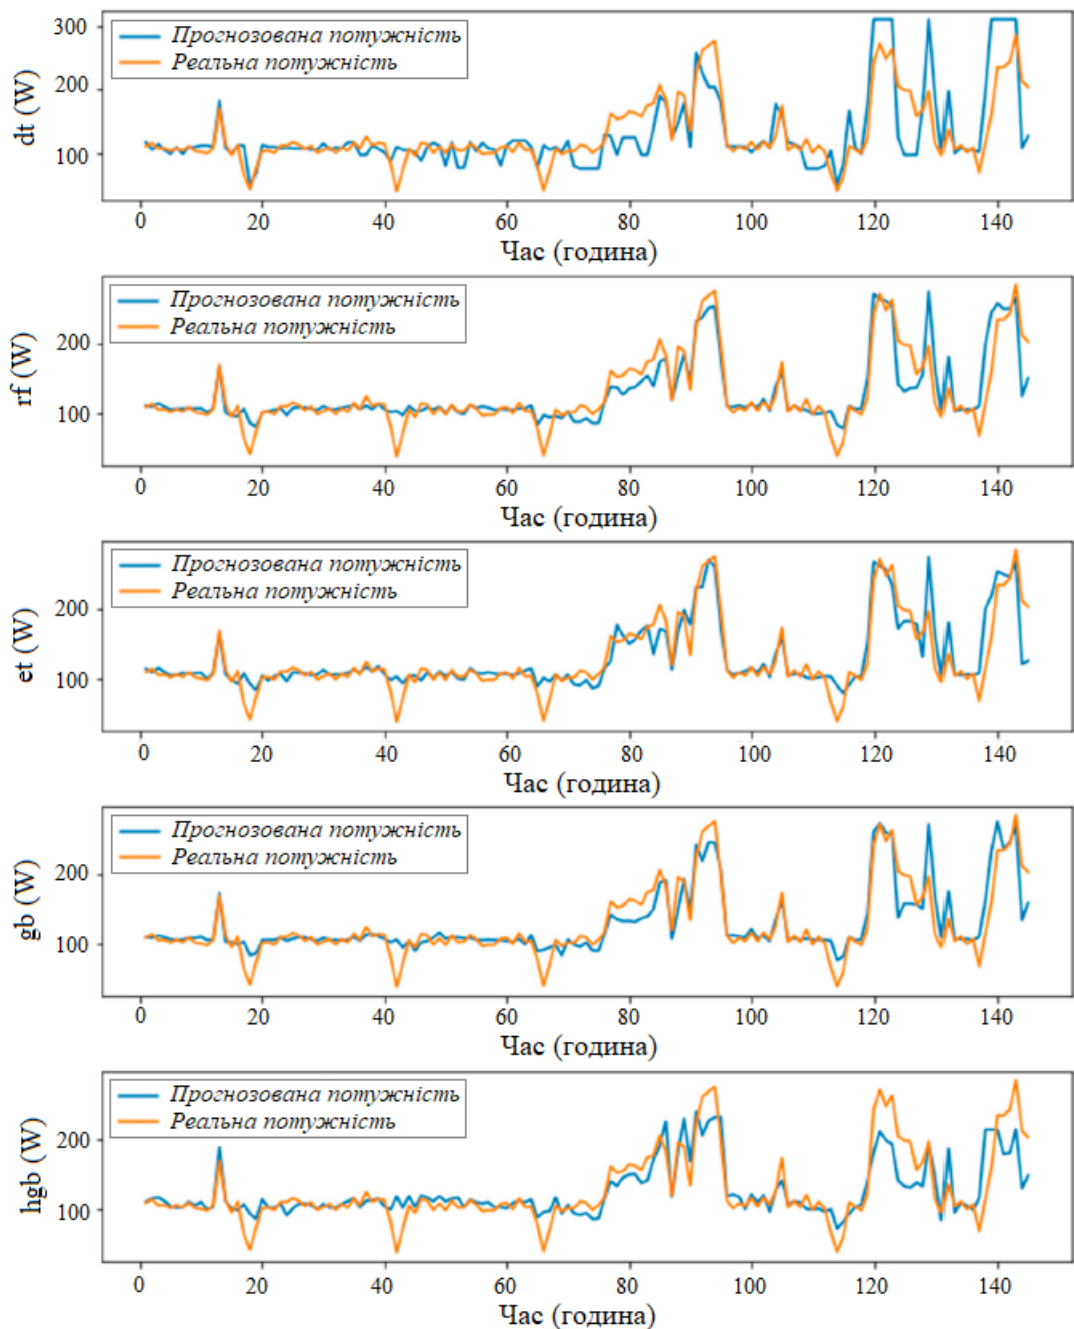 300
200
100
dt (W)
Прогнозована потужність
Реальна потужність
0 20 40 60 80 100 120 140
Час (година)
200
100
rf (W)
Прогнозована потужність
Реальна потужність
0 20 40 60 80 100 120 140
Час (година)
200
100
et (W)
Прогнозована потужність
Реальна потужність
0 20 40 60 80 100 120 140
Час (година)
200
100
gb (W)
Прогнозована потужність
Реальна потужність
0 20 40 60 80 100 120 140
Час (година)
200
100
hgb (W)
Прогнозована потужність
Реальна потужність
0 20 40 60 80 100 120 140
Час (година)